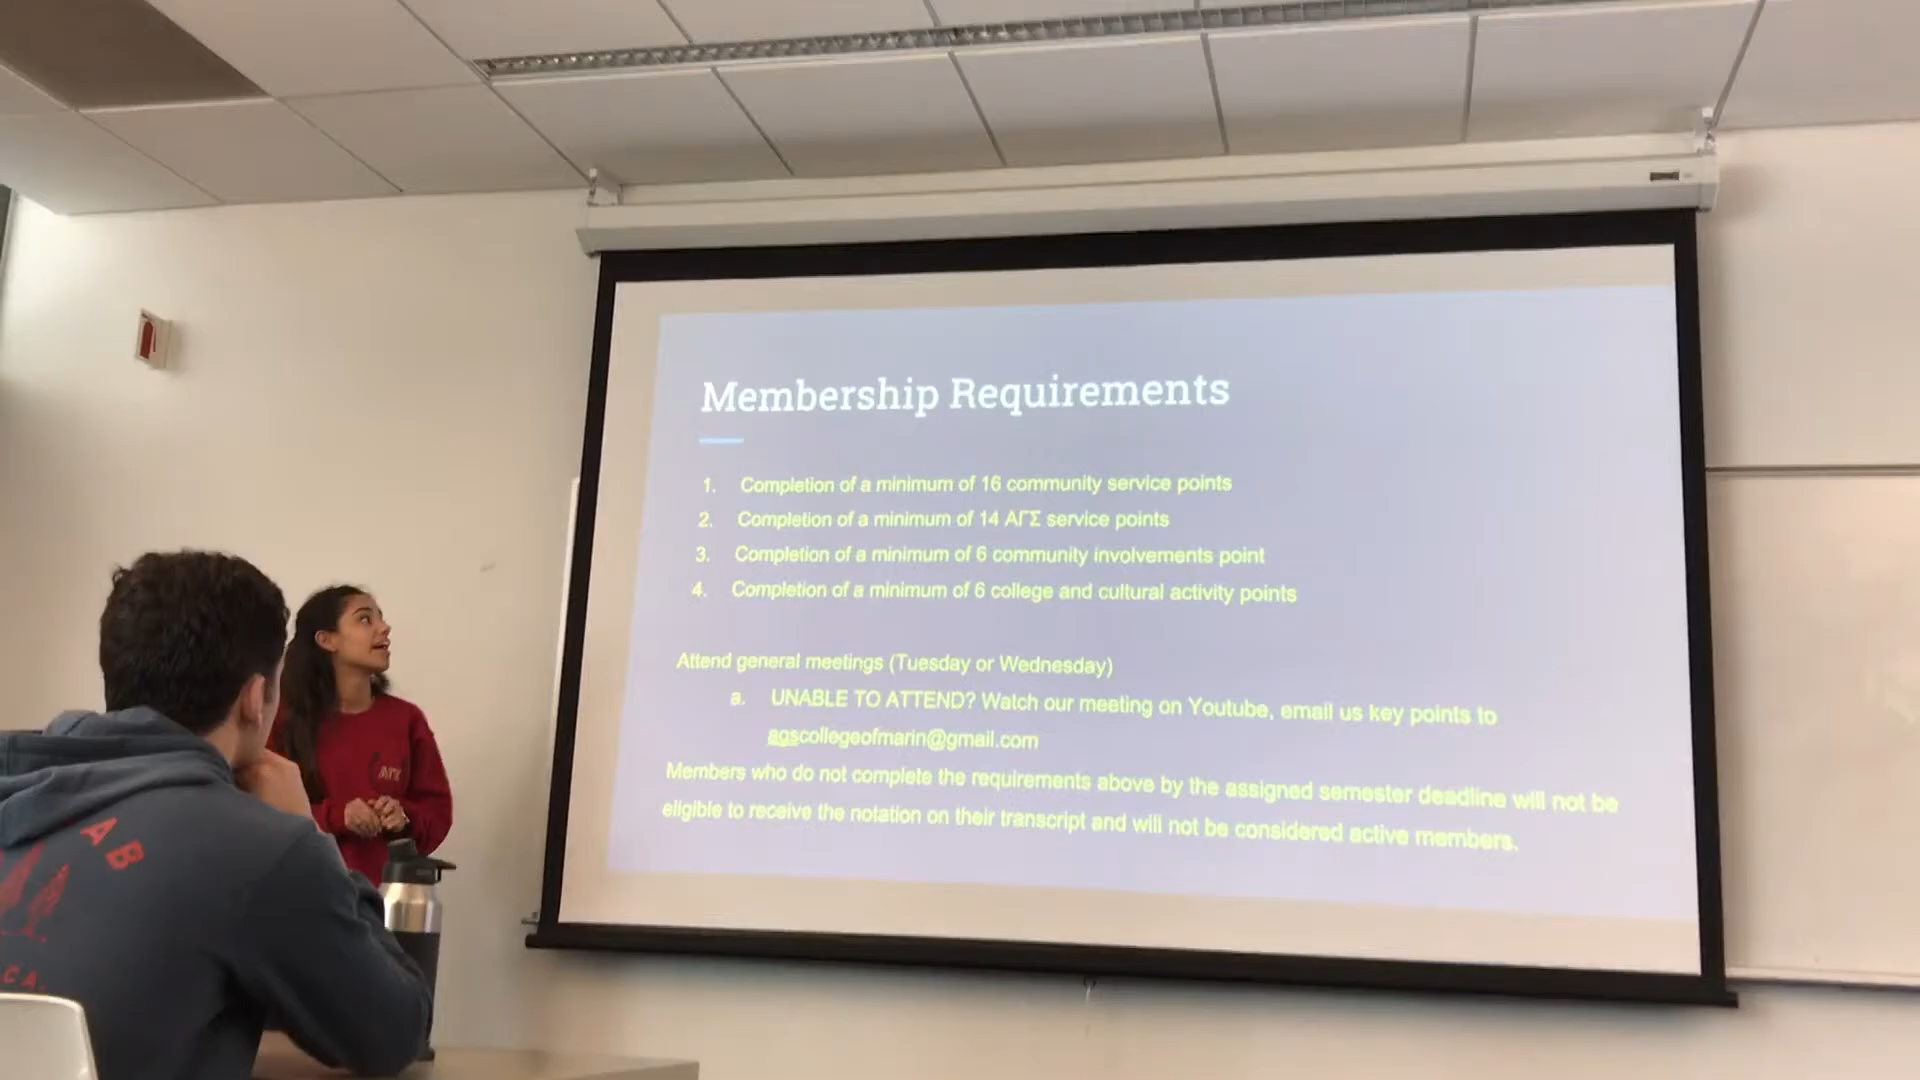 Membership Requirements
1. Completion of a minimum of 16 community service points
2. Completion of a minimum of 14 ΑΓΣ service points
3. Completion of a minimum of 6 community involvements point
4. Completion of a minimum of 6 college and cultural activity points
Attend general meetings (Tuesday or Wednesday)
a. UNABLE TO ATTEND? Watch our meeting on Youtube, email us key points to
agscollegeofmarin@gmail.com
Members who do not complete the requirements above by the assigned semester deadline will not be
eligible to receive the notation on their transcript and will not be considered active members.
AB
CA